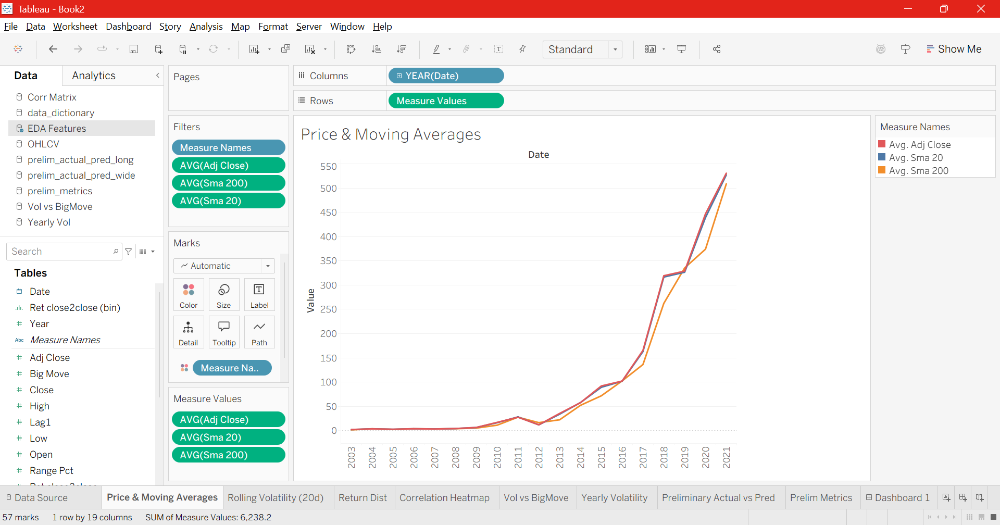 Tableau - Book2
File Data Worksheet Dashboard Story Analysis Map Format Server Window Help
Standard
Show Me
Data Analytics
Corr Matrix
data_dictionary
EDA Features
OHLCV
prelim_actual_pred_long
prelim_actual_pred_wide
prelim_metrics
Vol vs BigMove
Yearly Vol
Search
Tables
Date
Ret close2close (bin)
Year
Abc Measure Names
Adj Close
Big Move
Close
High
Lag1
Low
Open
Range Pct
Ret close2close
Pages
Filters
Measure Names
AVG(Adj Close)
AVG(Sma 200)
AVG(Sma 20)
Marks
Automatic
Color Size Label
Detail Tooltip Path
Measure Na..
Measure Values
AVG(Adj Close)
AVG(Sma 20)
AVG(Sma 200)
Columns YEAR(Date)
Rows Measure Values
Price & Moving Averages
Date
Value
550
500
450
400
350
300
250
200
150
100
50
0
2003 2004 2005 2006 2007 2008 2009 2010 2011 2012 2013 2014 2015 2016 2017 2018 2019 2020 2021
Measure Names
Avg. Adj Close
Avg. Sma 20
Avg. Sma 200
Data Source Price & Moving Averages Rolling Volatility (20d) Return Dist Correlation Heatmap Vol vs BigMove Yearly Volatility Preliminary Actual vs Pred Prelim Metrics Dashboard 1
57 marks 1 row by 19 columns SUM of Measure Values: 6,238.2